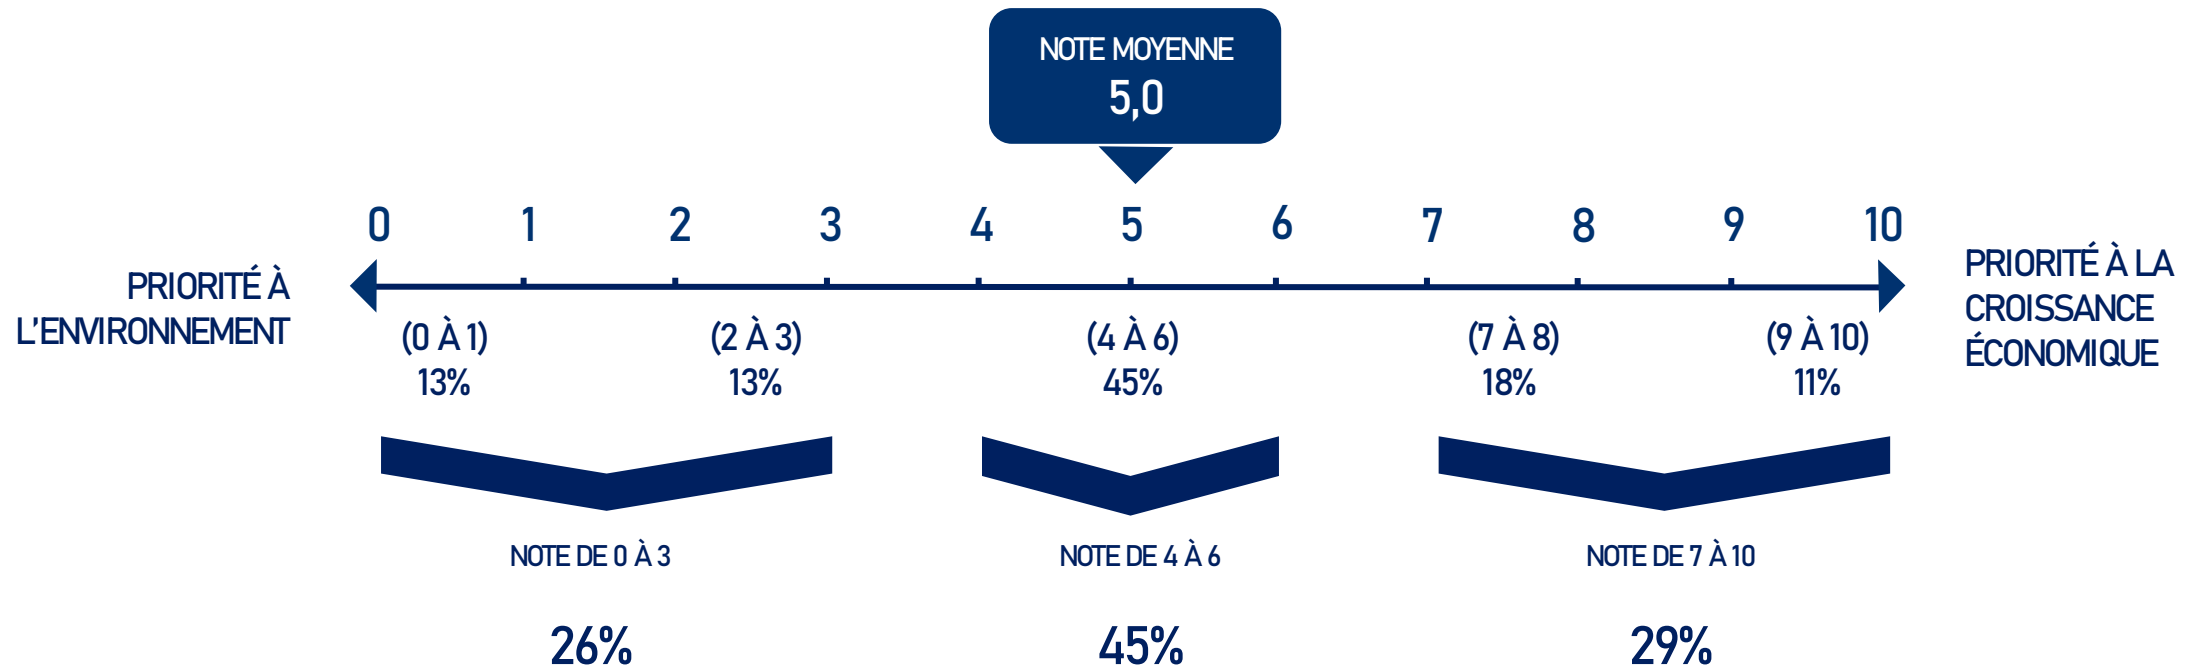 NOTE MOYENNE
5,0
0 1 2 3 4 5 6 7 8 9 10
PRIORITÉ À
L'ENVIRONNEMENT
PRIORITÉ À LA
CROISSANCE
ÉCONOMIQUE
(0 À 1) (2 À 3) (4 À 6) (7 À 8) (9 À 10)
13% 13% 45% 18% 11%
NOTE DE 0 À 3 NOTE DE 4 À 6 NOTE DE 7 À 10
26% 45% 29%